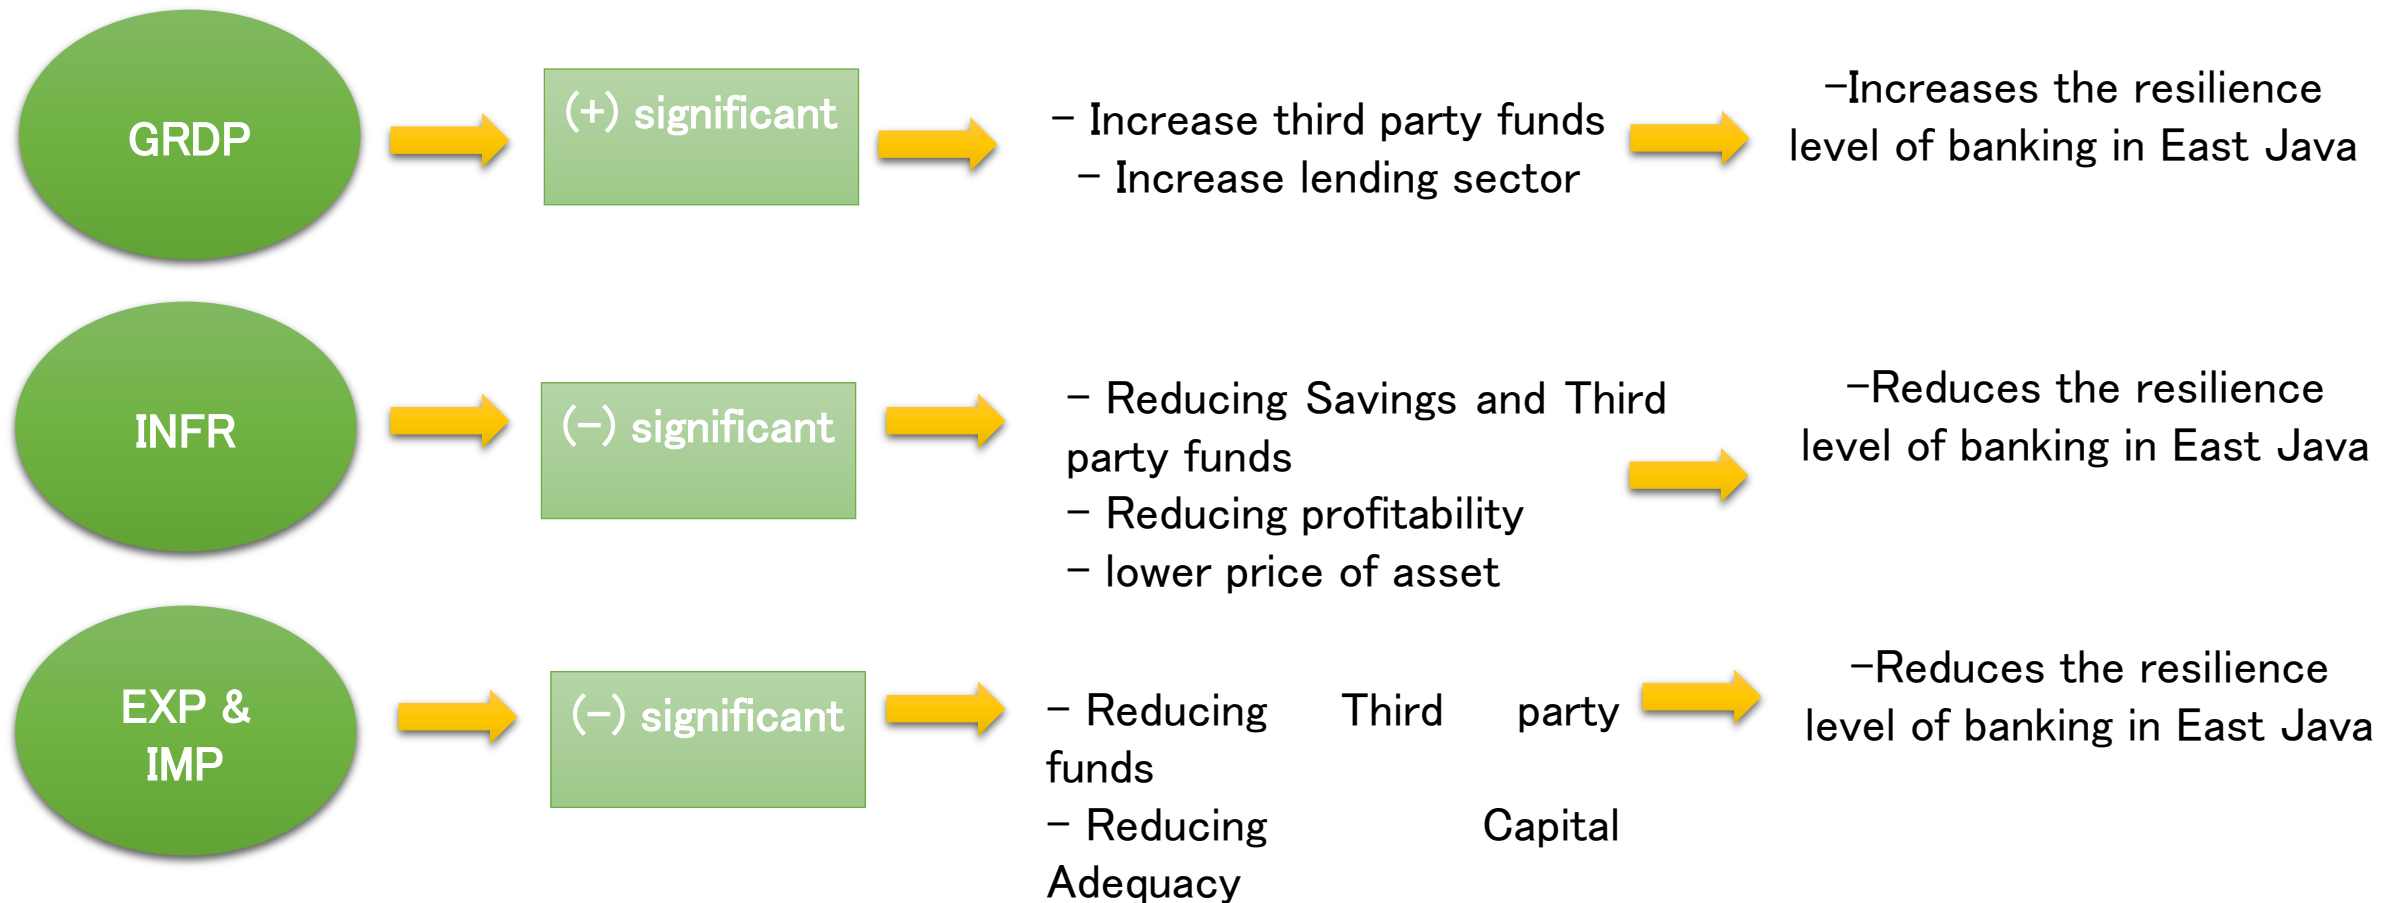 GRDP
(+) significant
- Increase third party funds
- Increase lending sector
-Increases the resilience
level of banking in East Java
INFR
(-) significant
- Reducing Savings and Third
party funds
- Reducing profitability
- lower price of asset
-Reduces the resilience
level of banking in East Java
EXP &
IMP
(-) significant
- Reducing Third party
funds
- Reducing Capital
Adequacy
-Reduces the resilience
level of banking in East Java